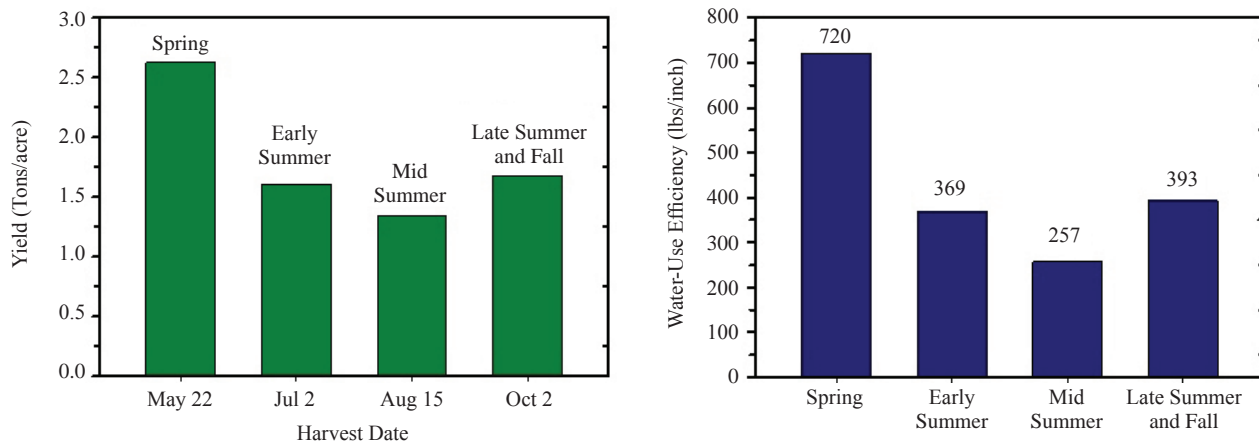 3.0
2.5
2.0
1.5
1.0
0.5
0.0
Yield (Tons/acre)
Spring
Early
Summer
Mid
Summer
Late Summer
and Fall
May 22
Jul 2
Aug 15
Oct 2
Harvest Date
800
700
800
500
400
300
200
100
0
Water-Use Efficiency (lbs/inch)
720
369
257
393
Spring
Early
Summer
Mid
Summer
Late Summer
and Fall